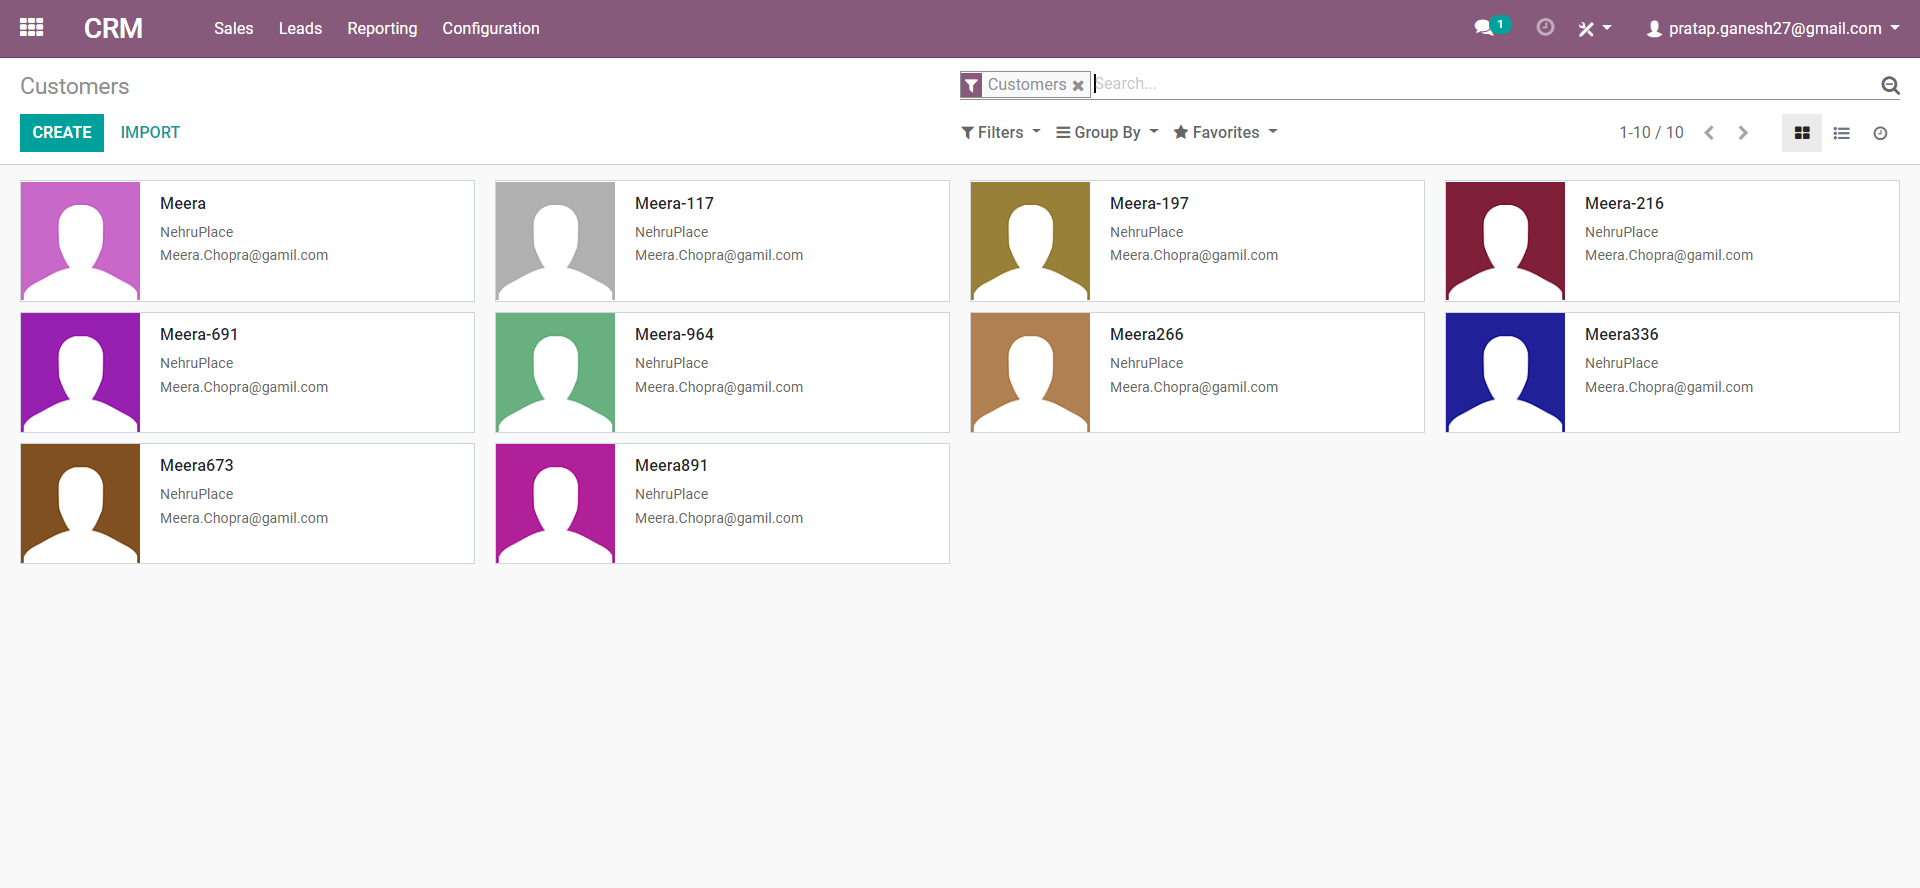 CRM Sales Leads Reporting Configuration 1 pratap.ganesh27@gmail.com
Customers Customers Search...
CREATE IMPORT Filters Group By Favorites 1-10 / 10
Meera
NehruPlace
Meera.Chopra@gamil.com
Meera-117
NehruPlace
Meera.Chopra@gamil.com
Meera-197
NehruPlace
Meera.Chopra@gamil.com
Meera-216
NehruPlace
Meera.Chopra@gamil.com
Meera-691
NehruPlace
Meera.Chopra@gamil.com
Meera-964
NehruPlace
Meera.Chopra@gamil.com
Meera266
NehruPlace
Meera.Chopra@gamil.com
Meera336
NehruPlace
Meera.Chopra@gamil.com
Meera673
NehruPlace
Meera.Chopra@gamil.com
Meera891
NehruPlace
Meera.Chopra@gamil.com